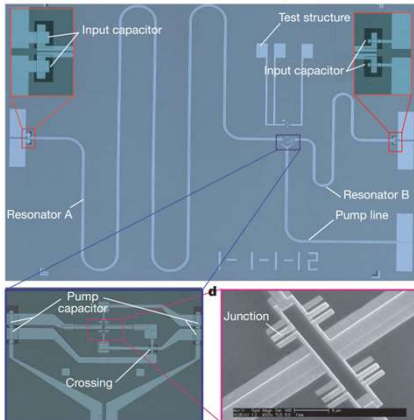 Input capacitor
Test structure
Input capacitor
Resonator A
Resonator B
Pump line
1-1-1-12
Pump capacitor
Crossing
d
Junction